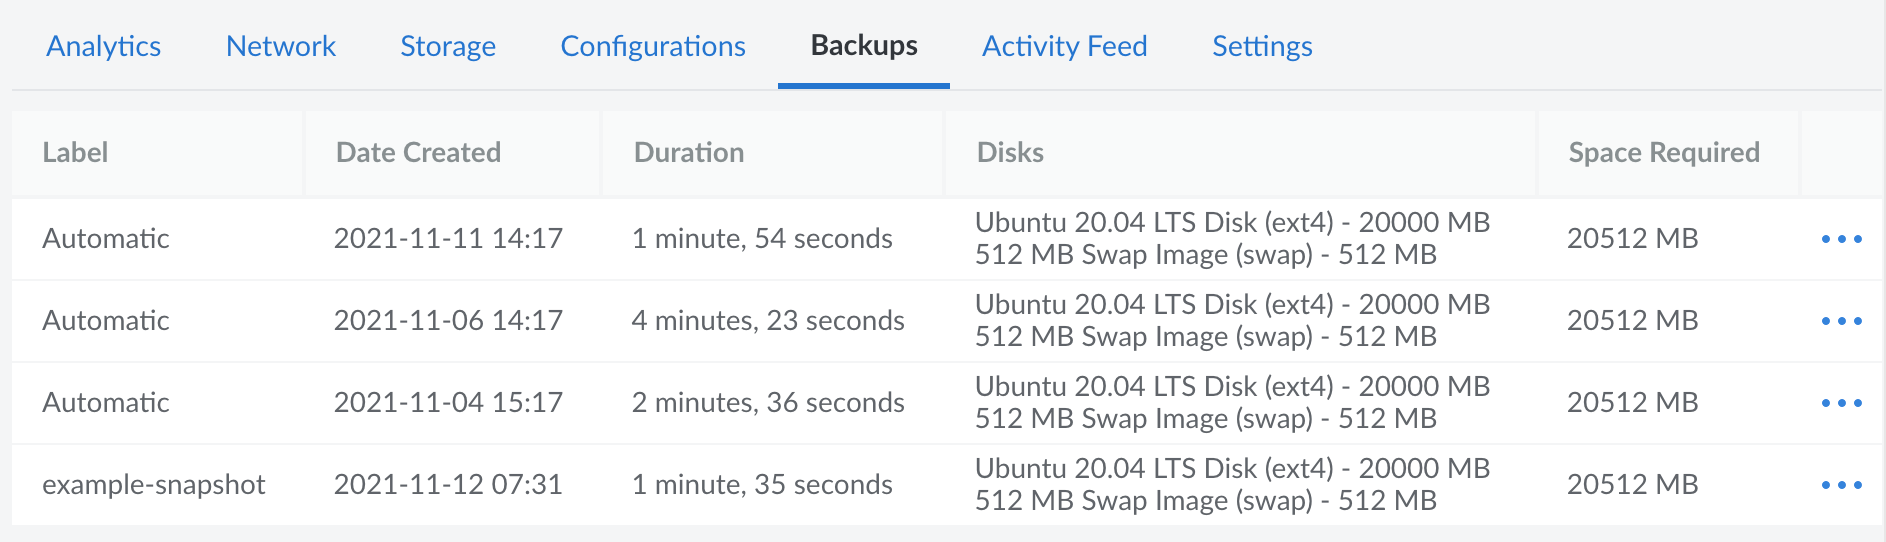 Analytics Network Storage Configurations Backups Activity Feed Settings
Label Date Created Duration Disks Space Required
Automatic 2021-11-11 14:17 1 minute, 54 seconds Ubuntu 20.04 LTS Disk (ext4) - 20000 MB 20512 MB
512 MB Swap Image (swap) - 512 MB
Automatic 2021-11-06 14:17 4 minutes, 23 seconds Ubuntu 20.04 LTS Disk (ext4) - 20000 MB 20512 MB
512 MB Swap Image (swap) - 512 MB
Automatic 2021-11-04 15:17 2 minutes, 36 seconds Ubuntu 20.04 LTS Disk (ext4) - 20000 MB 20512 MB
512 MB Swap Image (swap) - 512 MB
example-snapshot 2021-11-12 07:31 1 minute, 35 seconds Ubuntu 20.04 LTS Disk (ext4) - 20000 MB 20512 MB
512 MB Swap Image (swap) - 512 MB